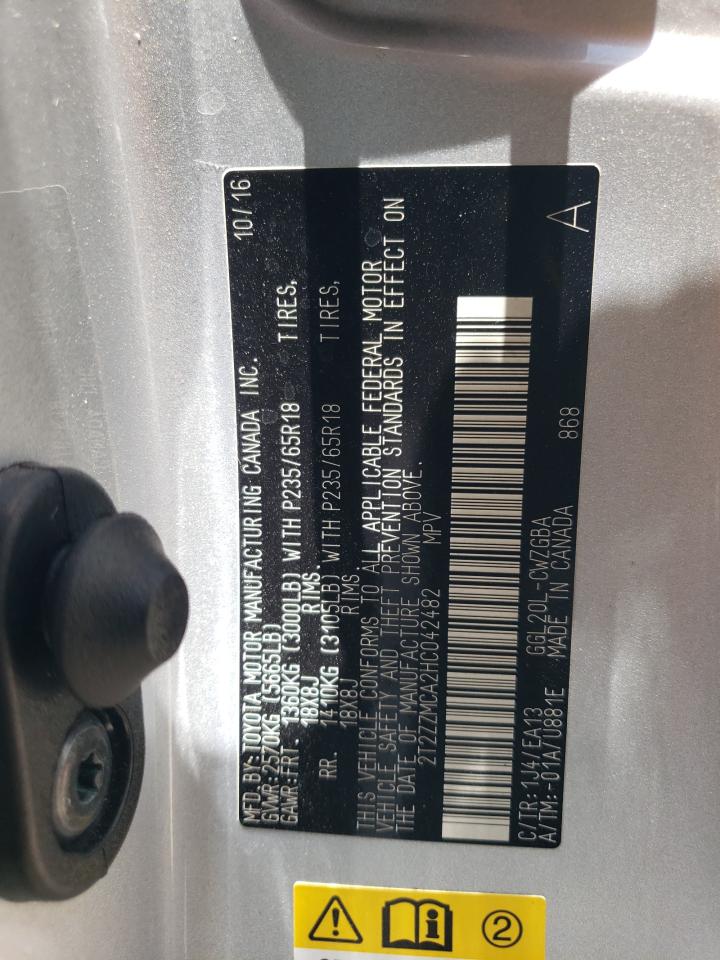 MFD. BY: TOYOTA MOTOR MANUFACTURING CANADA INC. 10/16
GVWR: 2570KG (5665LB)
GAWR: FRT. 1360KG (3000LB) WITH P235/65R18 TIRES,
18X8J RIMS.
RR. 1410KG (3105LB) WITH P235/65R18 TIRES,
18X8J RIMS
THIS VEHICLE CONFORMS TO ALL APPLICABLE FEDERAL MOTOR
VEHICLE SAFETY AND THEFT PREVENTION STANDARDS IN EFFECT ON
THE DATE OF MANUFACTURE SHOWN ABOVE.
2T2ZZMCA2HC042482 MPV
C/TR: 1J4/EA13 GGL20L-CWZGBA
A/TM: -01A/U881E MADE IN CANADA 868 A
2